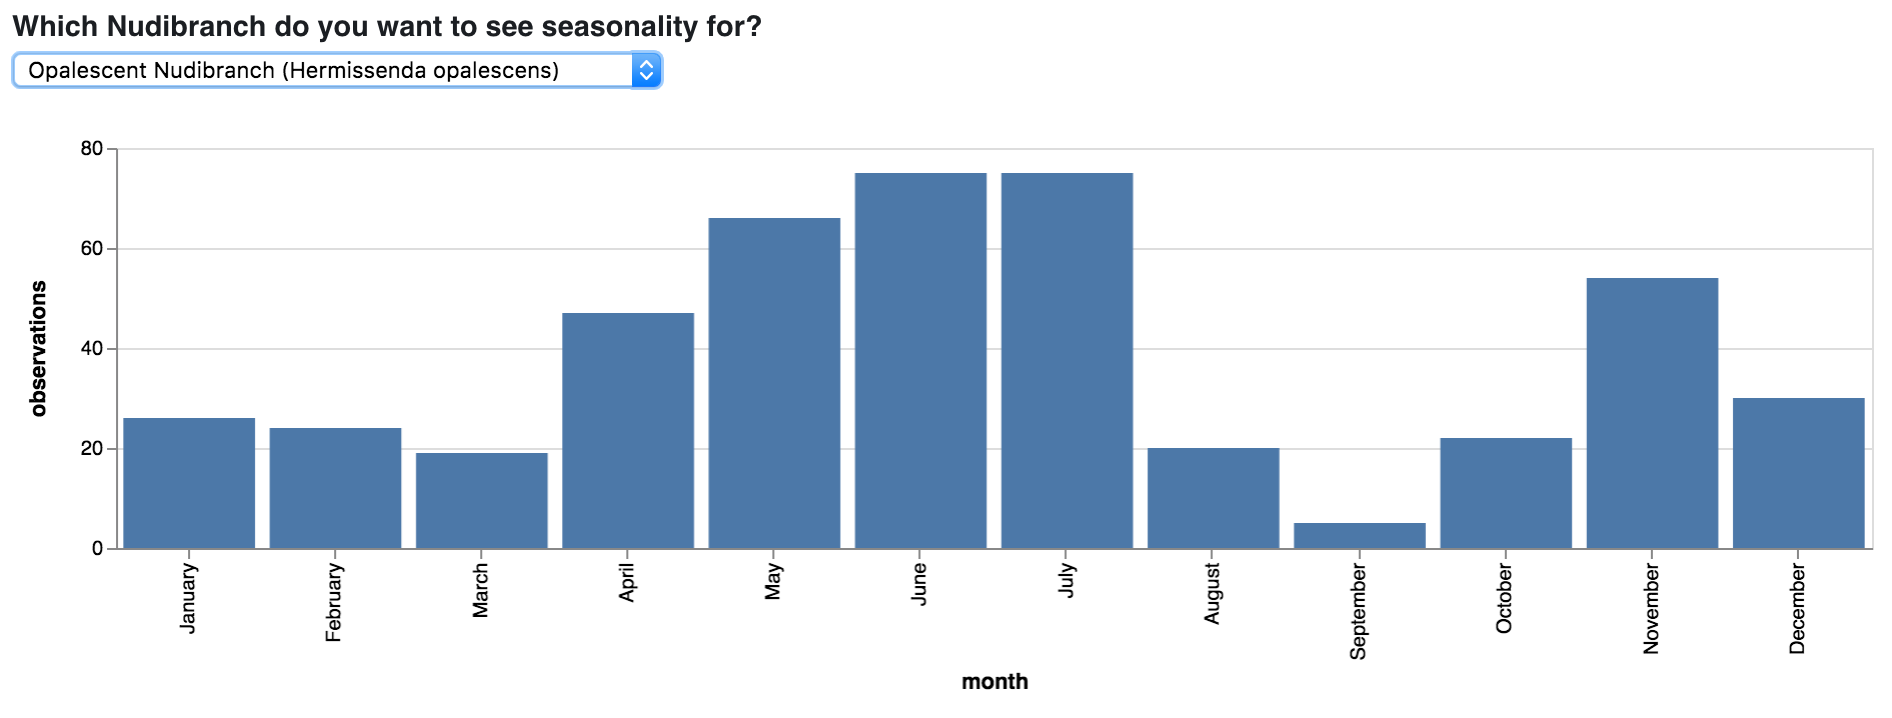 Which Nudibranch do you want to see seasonality for?
Opalescent Nudibranch (Hermissenda opalescens)
80
60
40
20
0
observations
January
February
March
April
May
June
July
August
September
October
November
December
month